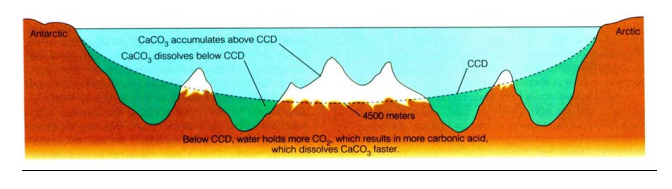 Antarctic
Arctic
CaCO₃ accumulates above CCD
CaCO₃ dissolves below CCD
CCD
4500 meters
Below CCD, water holds more CO₂, which results in more carbonic acid,
which dissolves CaCO₃ faster.